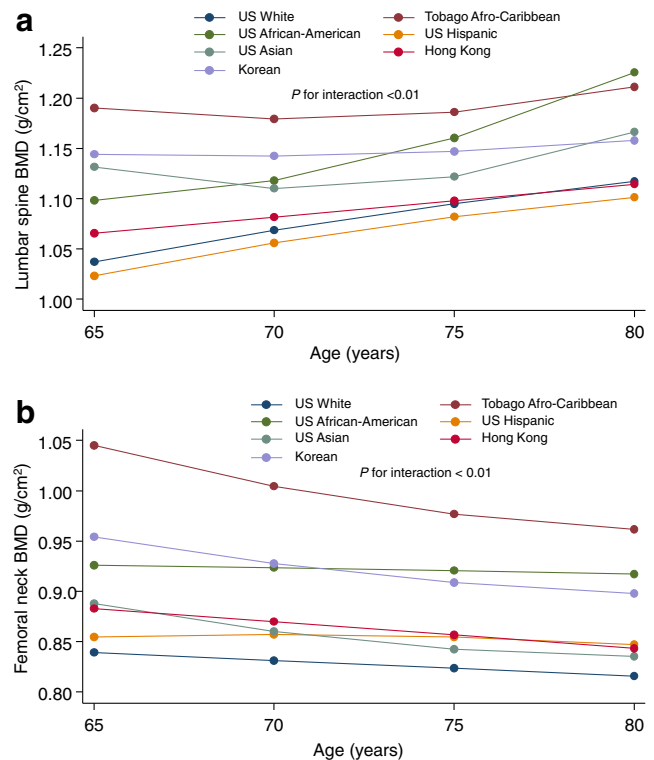 a
US White
Tobago Afro-Caribbean
US African-American
US Hispanic
US Asian
Hong Kong
Korean
P for interaction <0.01
Lumbar spine BMD (g/cm²)
1.20
1.15
1.10
1.05
1.00
65 70 75 80
Age (years)
b
US White
Tobago Afro-Caribbean
US African-American
US Hispanic
US Asian
Hong Kong
Korean
P for interaction < 0.01
Femoral neck BMD (g/cm²)
1.05
1.00
0.95
0.90
0.85
0.80
65 70 75 80
Age (years)